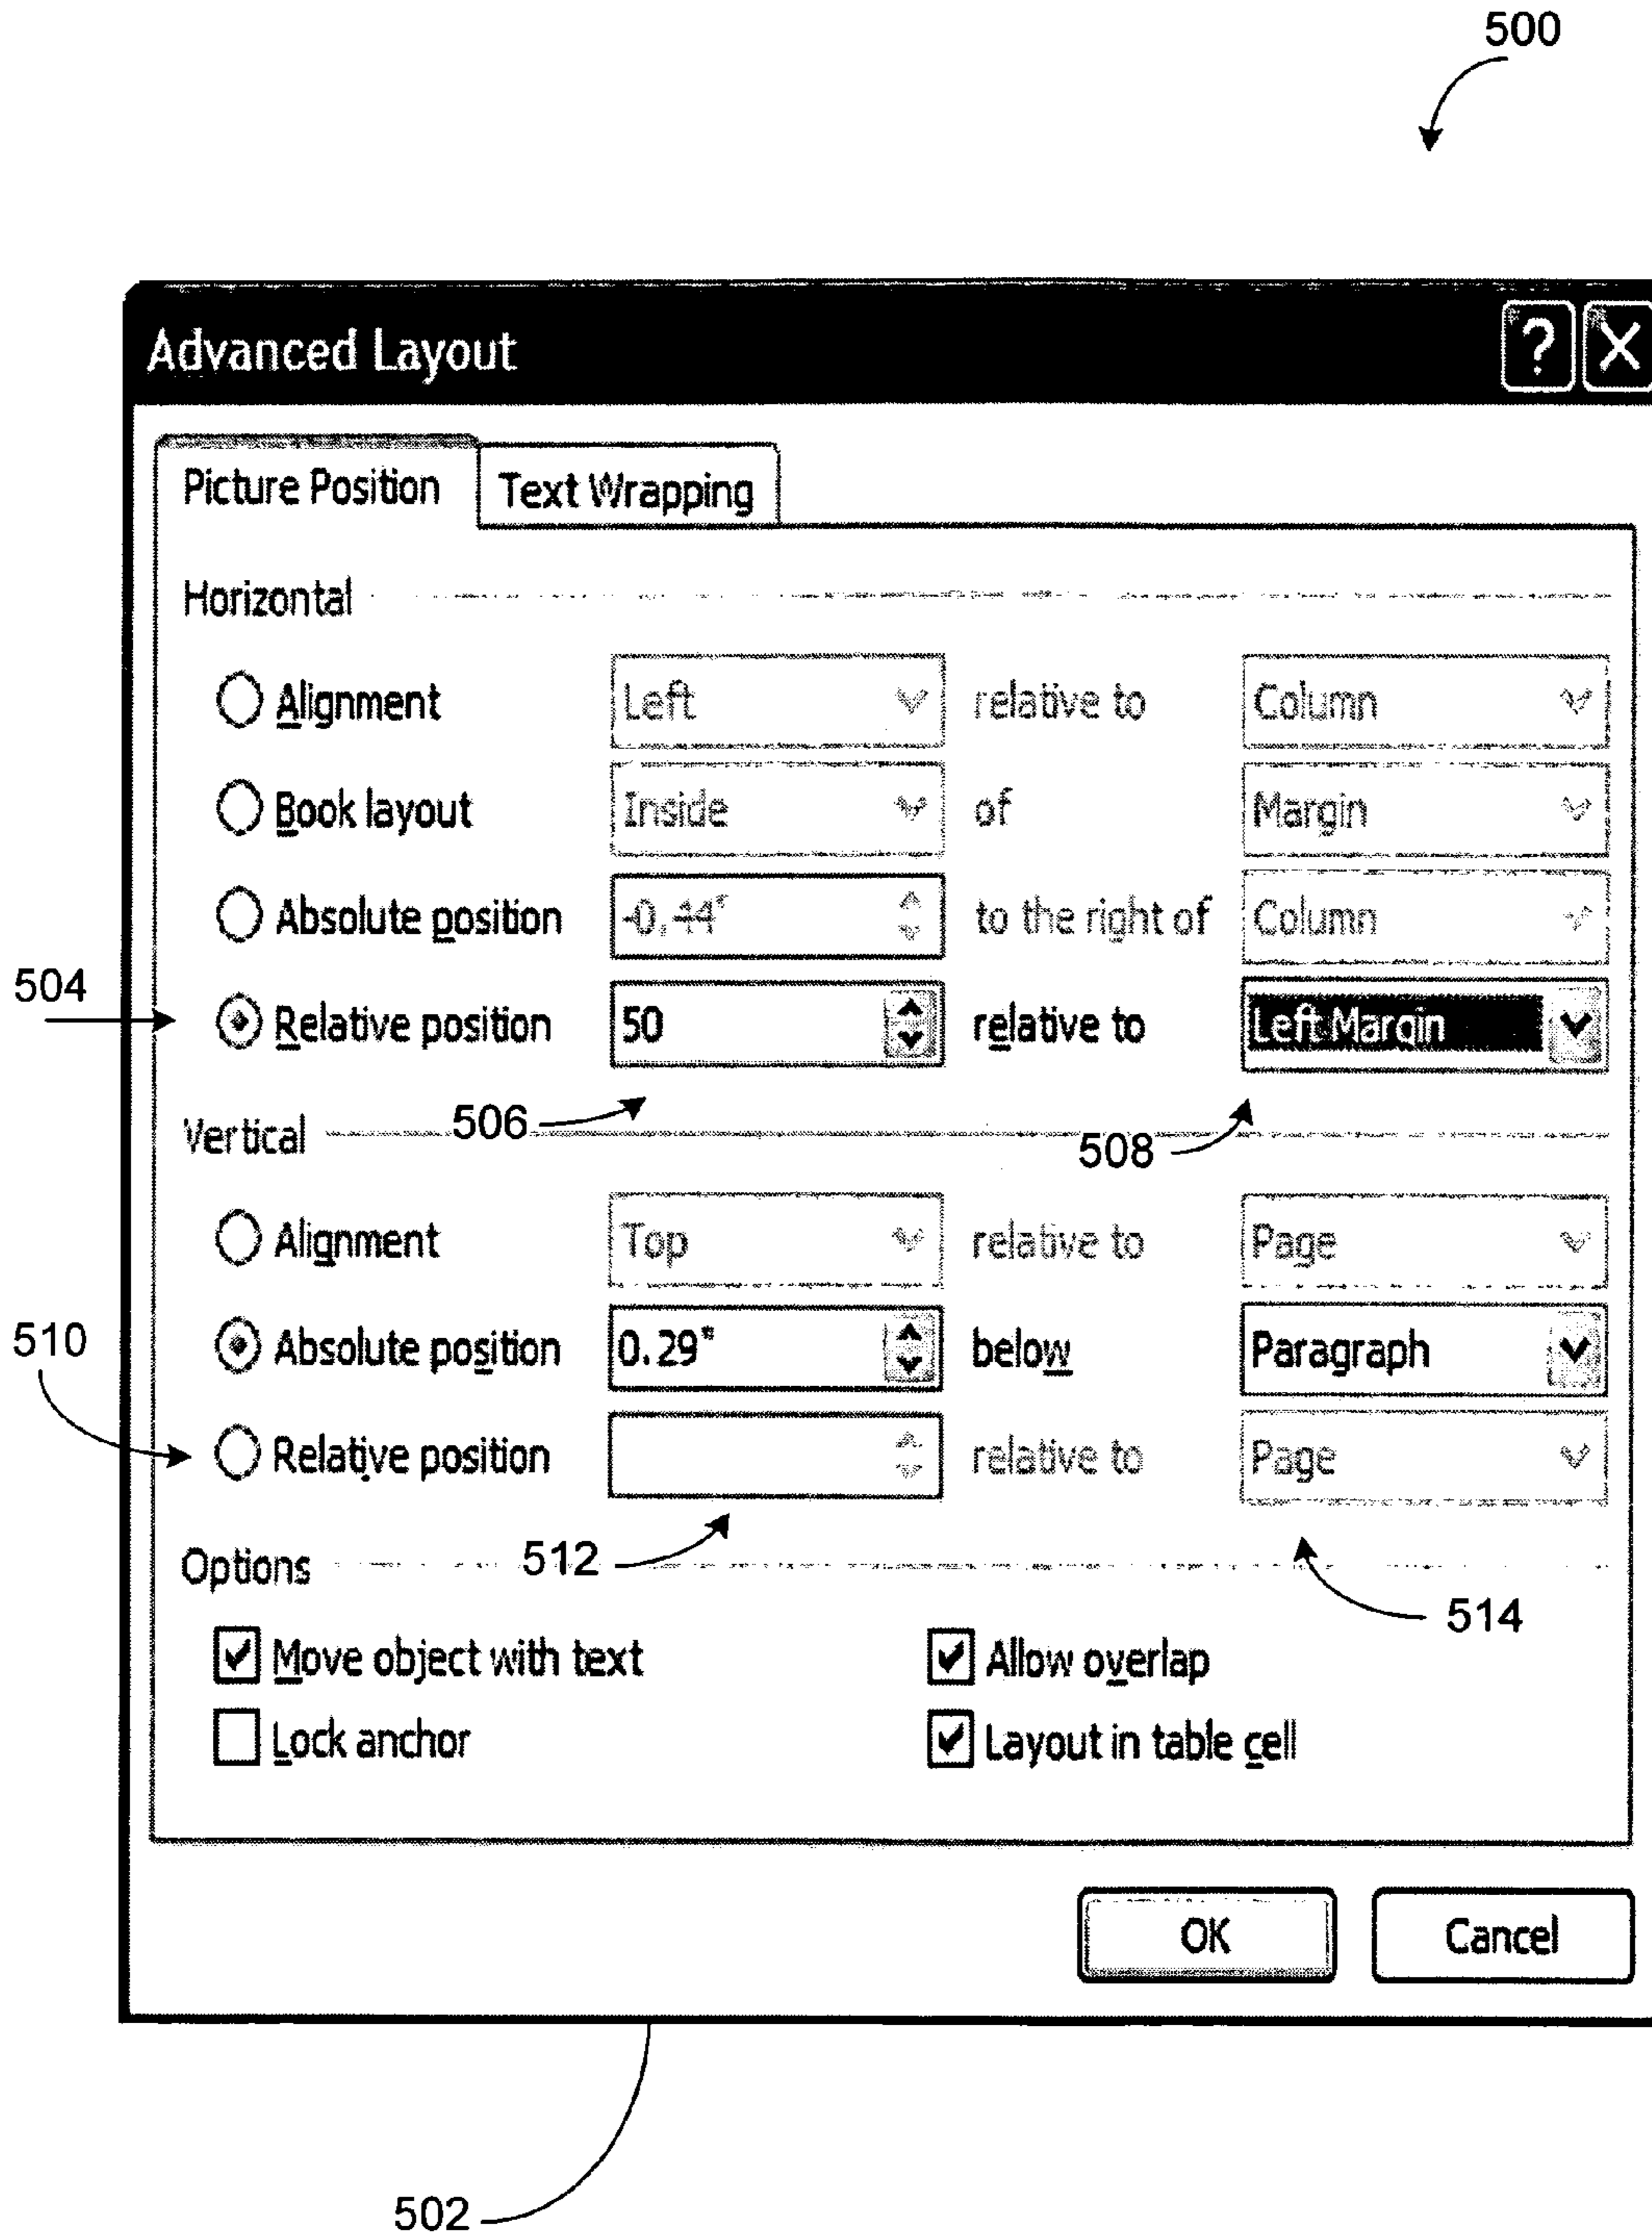 500
Advanced Layout ? X
Picture Position Text Wrapping
Horizontal
Alignment Left relative to Column
Book layout Inside of Margin
Absolute position -0.44" to the right of Column
504 Relative position 50 relative to Left Margin
506
Vertical
508
Alignment Top relative to Page
510 Absolute position 0.29" below Paragraph
Relative position relative to Page
Options 512
514
Move object with text Allow overlap
Lock anchor Layout in table cell
OK Cancel
502